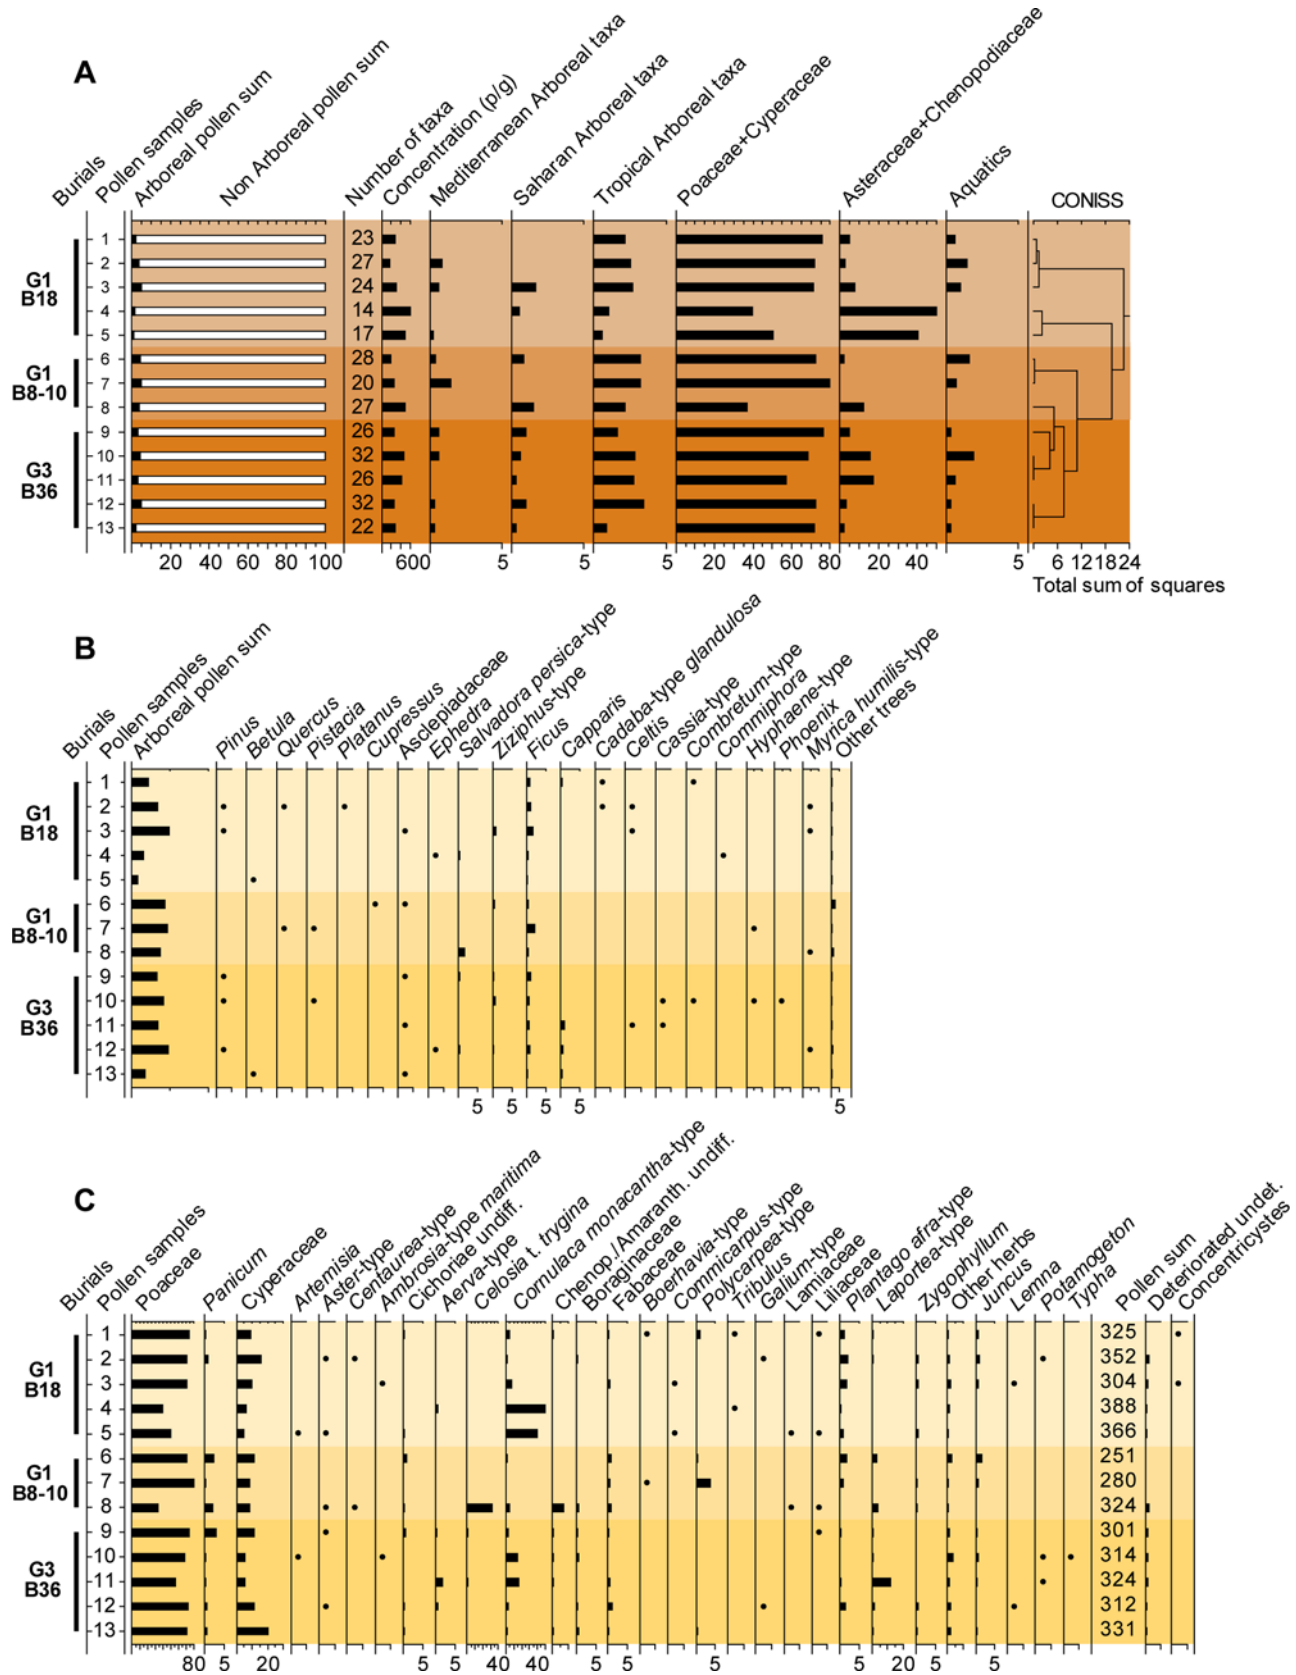 A
Burials
Pollen samples
Arboreal pollen sum
Non Arboreal pollen sum
Number of taxa
Concentration (p/g)
Mediterranean Arboreal taxa
Saharan Arboreal taxa
Tropical Arboreal taxa
Poaceae+Cyperaceae
Asteraceae+Chenopodiaceae
Aquatics
CONISS
G1
B18
G1
B8-10
G3
B36
1 23
2 27
3 24
4 14
5 17
6 28
7 20
8 27
9 26
10 32
11 26
12 32
13 22
20 40 60 80 100 600 5 5 5 20 40 60 80 20 40 5 6 12 18 24
Total sum of squares
B
Burials
Pollen samples
Arboreal pollen sum
Pinus
Betula
Quercus
Pistacia
Platanus
Cupressus
Asclepiadaceae
Ephedra
Salvadora persica-type
Ziziphus-type
Ficus
Capparis
Cadaba-type glandulosa
Celtis
Cassia-type
Combretum-type
Commiphora
Hyphaene-type
Phoenix
Myrica humilis-type
Other trees
G1
B18
G1
B8-10
G3
B36
1
2
3
4
5
6
7
8
9
10
11
12
13
5 5 5 5 5
C
Burials
Pollen samples
Poaceae
Panicum
Cyperaceae
Artemisia
Aster-type
Centaurea-type
Ambrosia-type maritima
Cichoriae undiff.
Aerva-type
Celosia t. trygina
Cornulaca monacantha-type
Chenop./Amaranth. undiff.
Boraginaceae
Fabaceae
Boerhavia-type
Commicarpus-type
Polycarpea-type
Tribulus
Galium-type
Lamiaceae
Liliaceae
Plantago afra-type
Laportea-type
Zygophyllum
Other herbs
Juncus
Lemna
Potamogeton
Typha
Pollen sum
Deteriorated undet.
Concentricystes
G1
B18
G1
B8-10
G3
B36
1 325
2 352
3 304
4 388
5 366
6 251
7 280
8 324
9 301
10 314
11 324
12 312
13 331
80 5 20 5 5 40 40 5 5 5 5 20 5 5